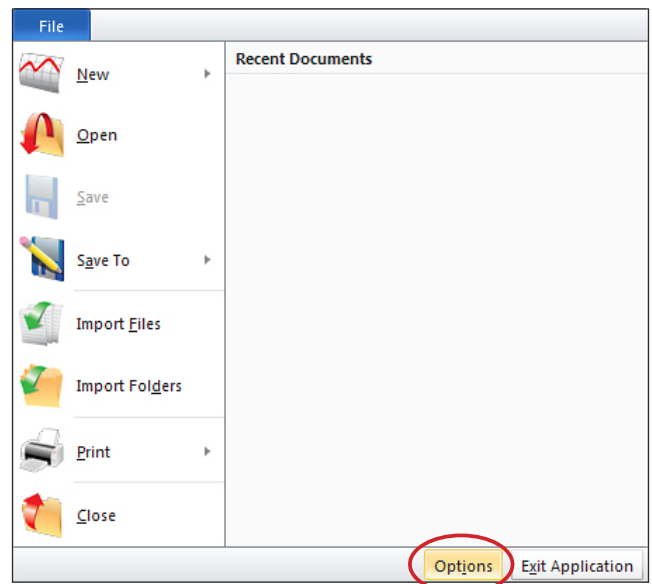 File
New
Open
Save
Save To
Import Files
Import Folders
Print
Close
Recent Documents
Options
Exit Application